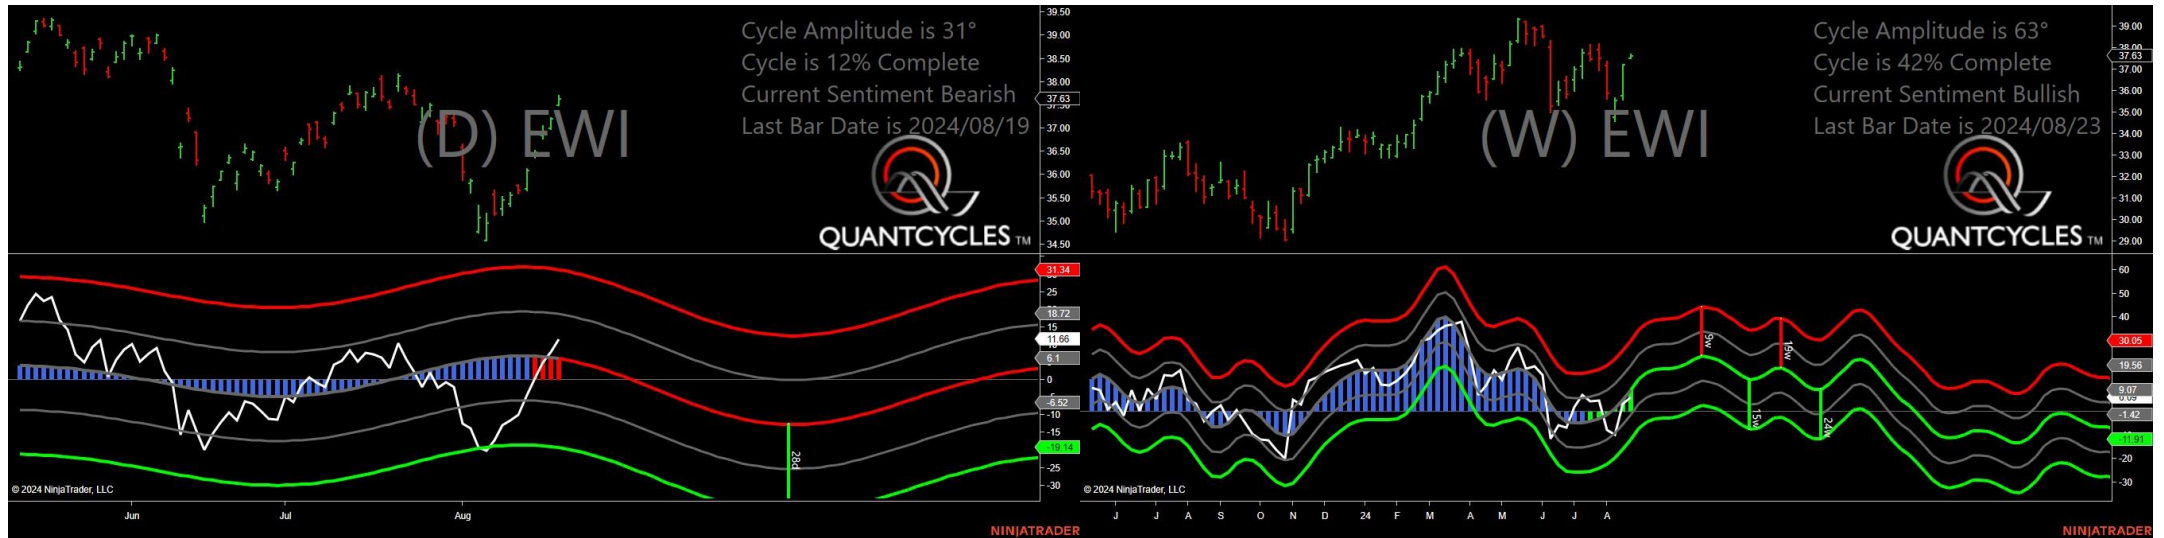 Cycle Amplitude is 31°
Cycle is 12% Complete
Current Sentiment Bearish
Last Bar Date is 2024/08/19
(D) EWI
QUANTCYCLES TM
39.50
39.00
38.50
38.00
37.63
37.50
37.00
36.50
36.00
35.50
35.00
34.50
31.34
25
18.72
15
11.66
6.1
0
-6.52
-10
-15
-19.14
-25
-30
28d
© 2024 NinjaTrader, LLC
Jun
Jul
Aug
NINJATRADER
Cycle Amplitude is 63°
Cycle is 42% Complete
Current Sentiment Bullish
Last Bar Date is 2024/08/23
(W) EWI
QUANTCYCLES TM
39.00
38.00
37.63
37.00
36.00
35.00
34.00
33.00
32.00
31.00
30.00
29.00
60
50
40
30.05
19.56
9.07
-1.42
-11.91
-20
-30
9w
15w
19w
24w
© 2024 NinjaTrader, LLC
J J A S O N D 24 F M A M J J A
NINJATRADER